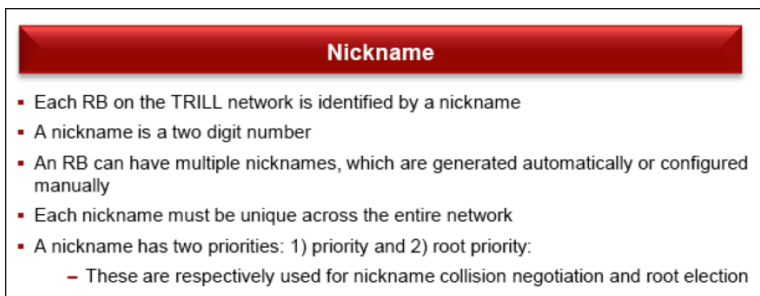 Nickname
▪ Each RB on the TRILL network is identified by a nickname
▪ A nickname is a two digit number
▪ An RB can have multiple nicknames, which are generated automatically or configured
manually
▪ Each nickname must be unique across the entire network
▪ A nickname has two priorities: 1) priority and 2) root priority:
– These are respectively used for nickname collision negotiation and root election